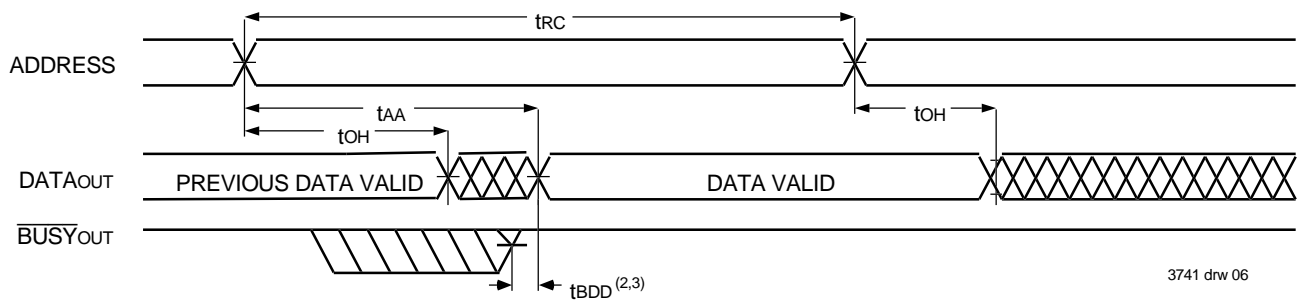 tRC
ADDRESS
tAA
tOH
tOH
DATAOUT
PREVIOUS DATA VALID
DATA VALID
BUSYOUT
tBDD (2,3)
3741 drw 06